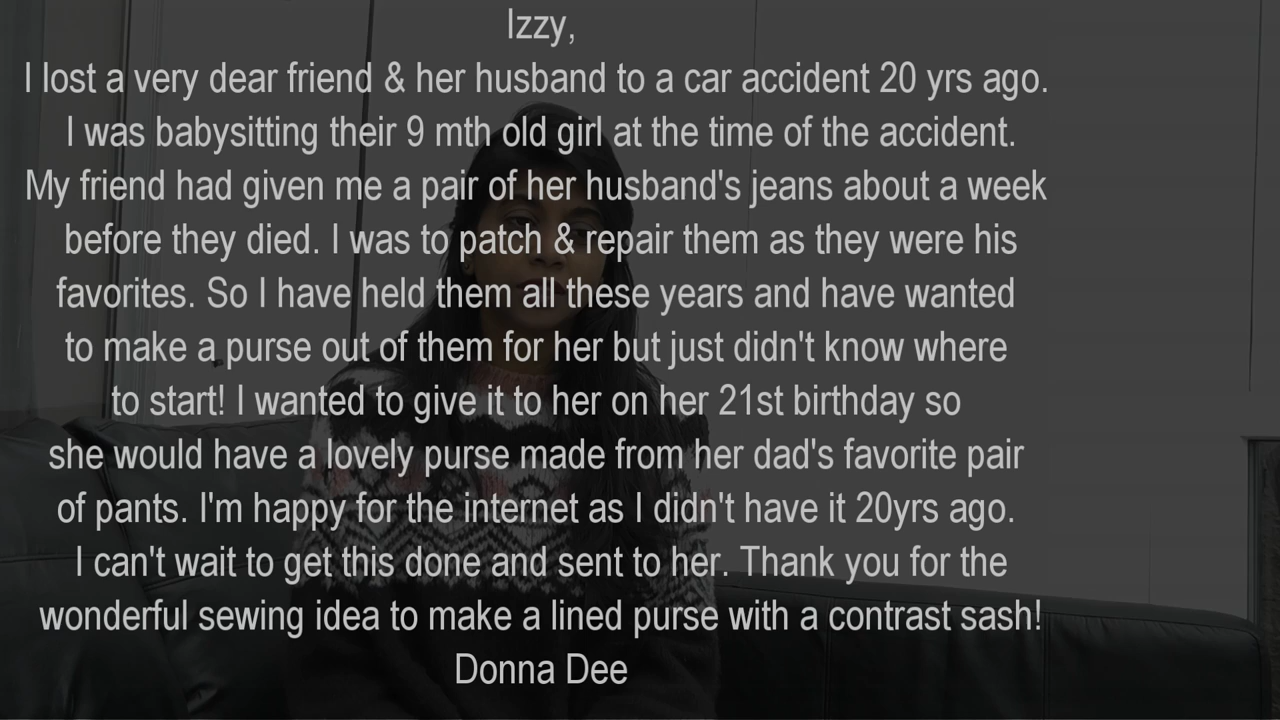 Izzy,
I lost a very dear friend & her husband to a car accident 20 yrs ago.
I was babysitting their 9 mth old girl at the time of the accident.
My friend had given me a pair of her husband's jeans about a week
before they died. I was to patch & repair them as they were his
favorites. So I have held them all these years and have wanted
to make a purse out of them for her but just didn't know where
to start! I wanted to give it to her on her 21st birthday so
she would have a lovely purse made from her dad's favorite pair
of pants. I'm happy for the internet as I didn't have it 20yrs ago.
I can't wait to get this done and sent to her. Thank you for the
wonderful sewing idea to make a lined purse with a contrast sash!
Donna Dee